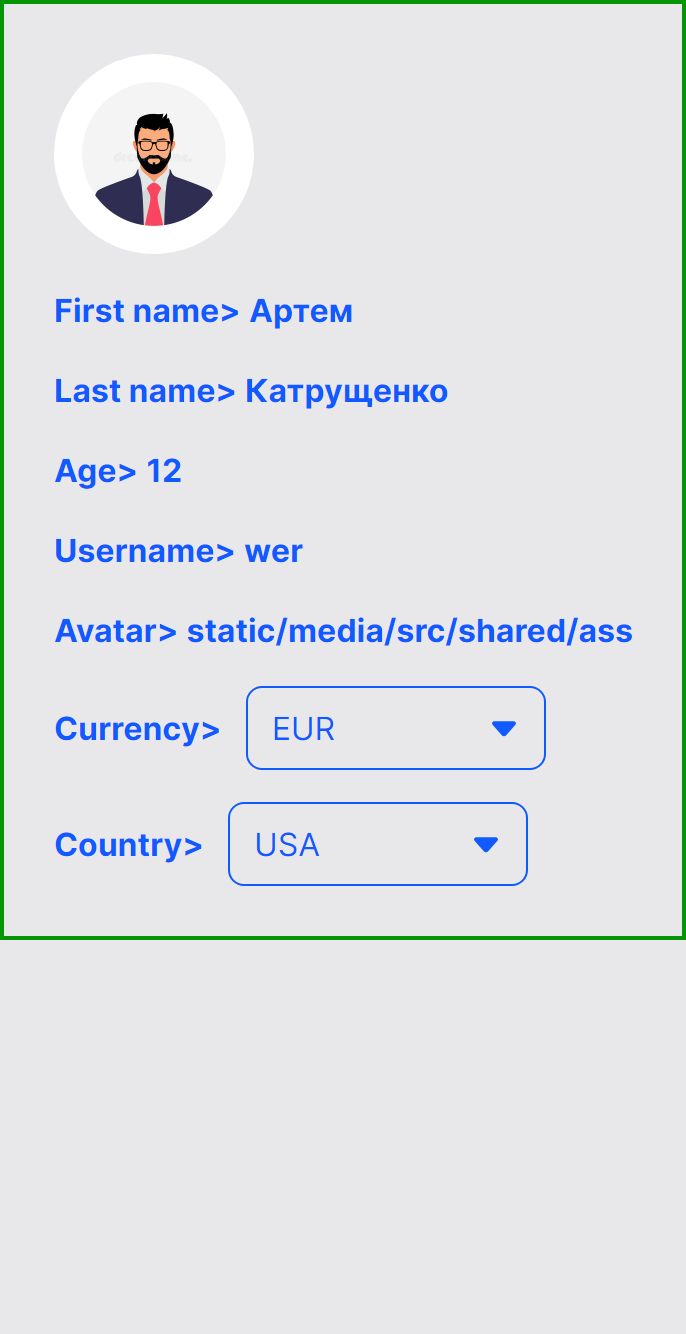 First name> Артем
Last name> Катрущенко
Age> 12
Username> wer
Avatar> static/media/src/shared/ass
Currency> EUR
Country> USA